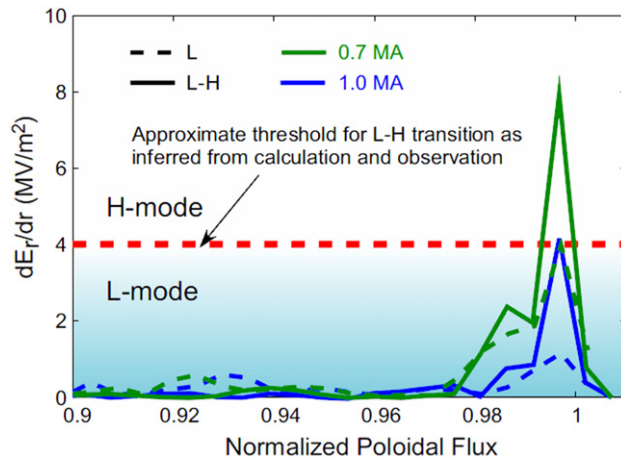 10
8
6
4
2
0
dEr/dr (MV/m²)
L
L-H
0.7 MA
1.0 MA
Approximate threshold for L-H transition as
inferred from calculation and observation
H-mode
L-mode
0.9
0.92
0.94
0.96
0.98
1
Normalized Poloidal Flux